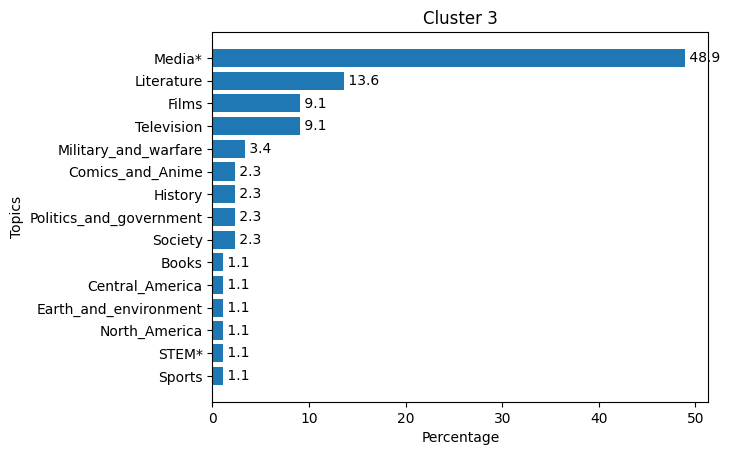 Cluster 3
Topics
Media* 48.9
Literature 13.6
Films 9.1
Television 9.1
Military_and_warfare 3.4
Comics_and_Anime 2.3
History 2.3
Politics_and_government 2.3
Society 2.3
Books 1.1
Central_America 1.1
Earth_and_environment 1.1
North_America 1.1
STEM* 1.1
Sports 1.1
0 10 20 30 40 50
Percentage